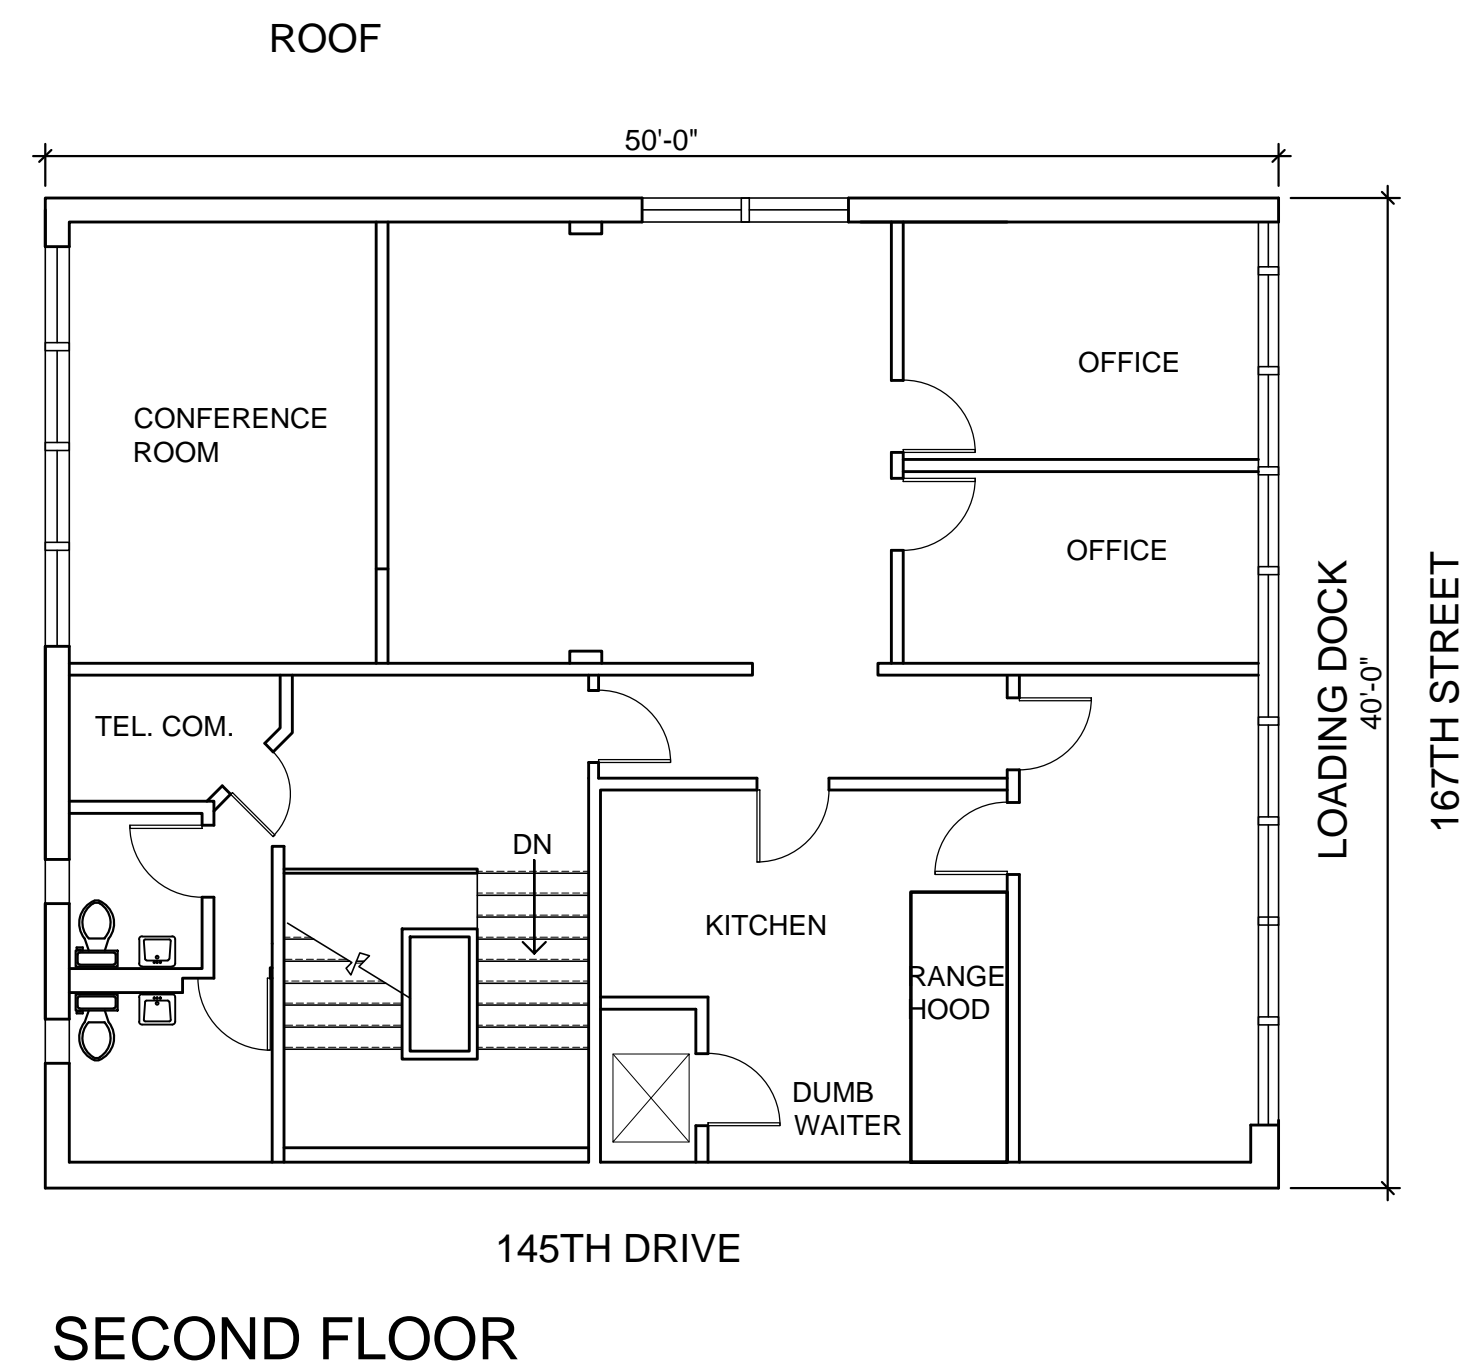 ROOF
50'-0"
OFFICE
CONFERENCE
ROOM
OFFICE
LOADING DOCK
40'-0"
167TH STREET
TEL. COM.
DN
KITCHEN
RANGE
HOOD
DUMB
WAITER
145TH DRIVE
SECOND FLOOR